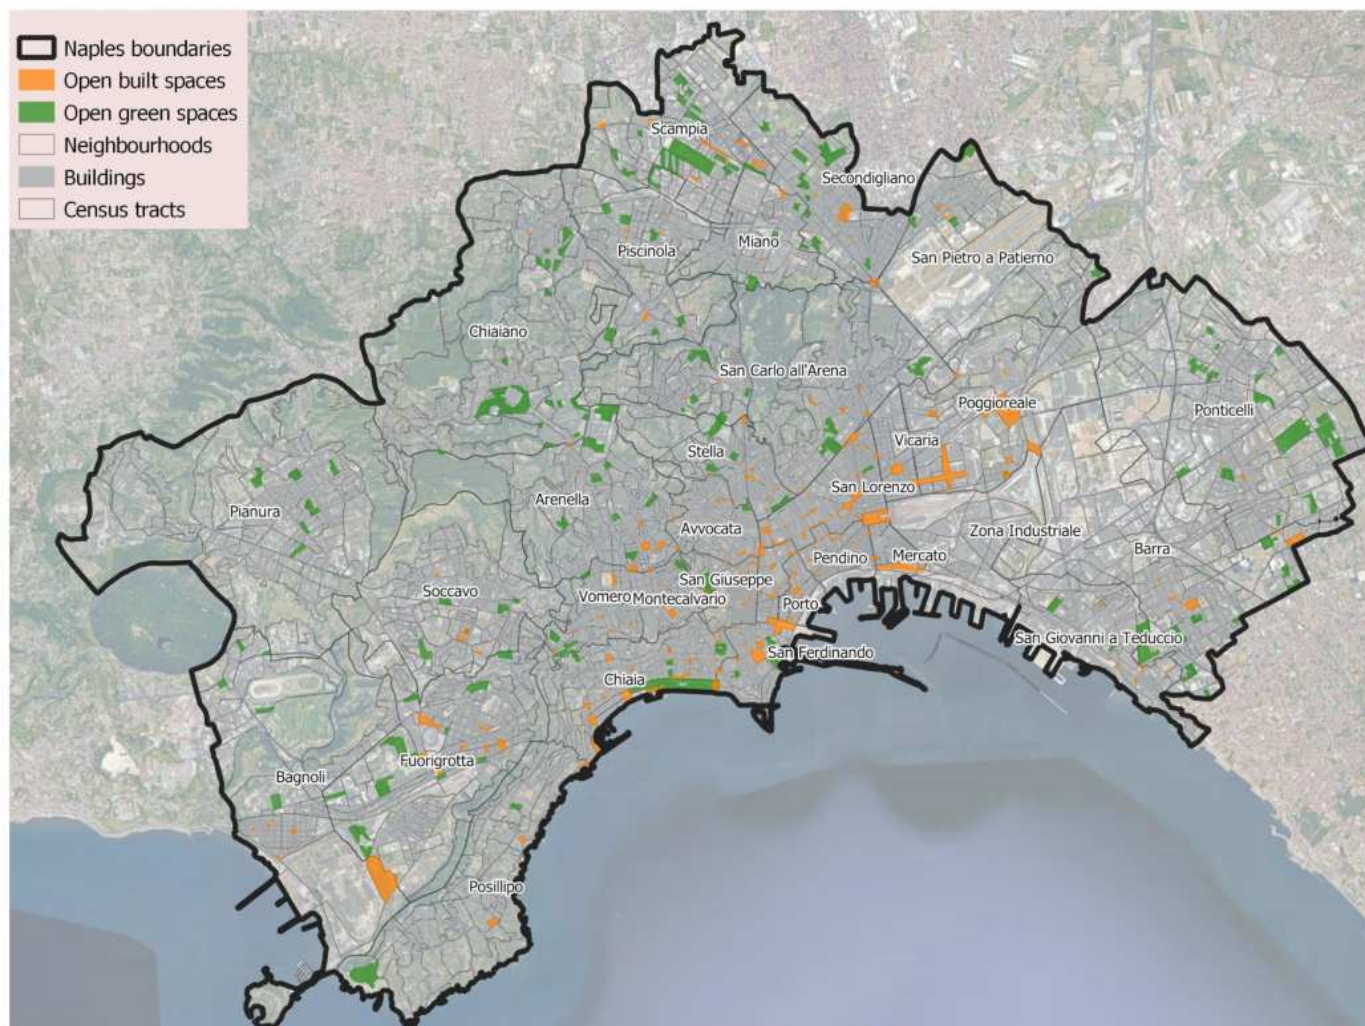 Naples boundaries
Open built spaces
Open green spaces
Neighbourhoods
Buildings
Census tracts
Scampia
Secondigliano
Piscinola
Miano
San Pietro a Patierno
Chiaiano
San Carlo all'Arena
Poggioreale
Ponticelli
Vicaria
Stella
San Lorenzo
Arenella
Pianura
Avvocata
Zona Industriale
Pendino
Mercato
Barra
San Giuseppe
Soccavo
Vomero
Montecalvario
Porto
San Giovanni a Teduccio
San Ferdinando
Chiaia
Fuorigrotta
Bagnoli
Posillipo